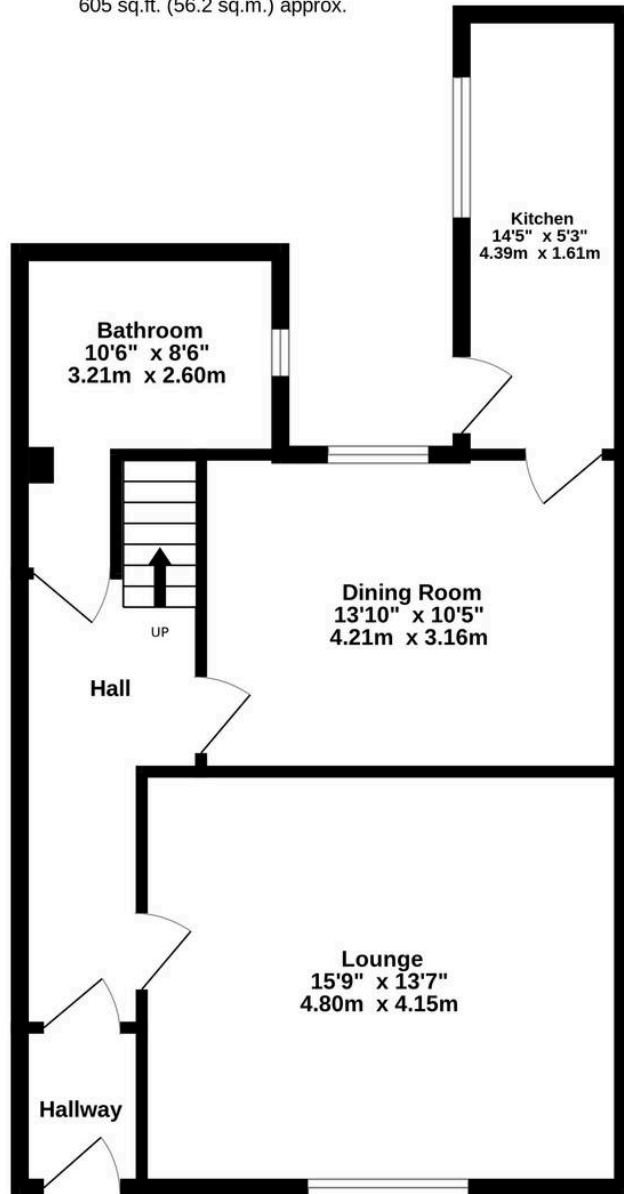 605 sq.ft. (56.2 sq.m.) approx.
Kitchen
14'5" x 5'3"
4.39m x 1.61m
Bathroom
10'6" x 8'6"
3.21m x 2.60m
Dining Room
13'10" x 10'5"
4.21m x 3.16m
UP
Hall
Lounge
15'9" x 13'7"
4.80m x 4.15m
Hallway